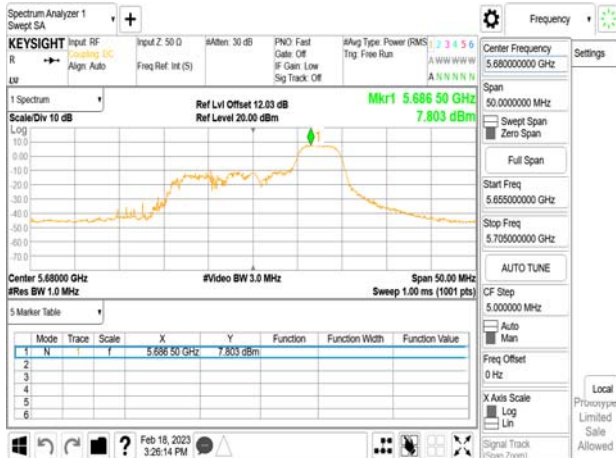 Spectrum Analyzer 1
Swept SA
KEYSIGHT
R
Input: RF
Coupling: DC
Align: Auto
Input Z: 50 Ω
Freq Ref: Int (S)
#Atten: 30 dB
PNO: Fast
Gate: Off
IF Gain: Low
Sig Track: Off
#Avg Type: Power (RMS
Trig: Free Run
1 2 3 4 5 6
A W W W W W
A N N N N N
1 Spectrum
Scale/Div 10 dB
Log
Ref Lvl Offset 12.03 dB
Ref Level 20.00 dBm
Mkr1 5.686 50 GHz
7.803 dBm
1
10.0
0.00
-10.0
-20.0
-30.0
-40.0
-50.0
-60.0
-70.0
Center 5.68000 GHz
#Res BW 1.0 MHz
#Video BW 3.0 MHz
Span 50.00 MHz
Sweep 1.00 ms (1001 pts)
5 Marker Table
Mode Trace Scale X Y Function Function Width Function Value
1 N 1 f 5.686 50 GHz 7.803 dBm
2
3
4
5
6
Feb 18, 2023
3:26:14 PM
Frequency
Settings
Center Frequency
5.680000000 GHz
Span
50.0000000 MHz
Swept Span
Zero Span
Full Span
Start Freq
5.655000000 GHz
Stop Freq
5.705000000 GHz
AUTO TUNE
CF Step
5.000000 MHz
Auto
Man
Freq Offset
0 Hz
X Axis Scale
Log
Lin
Signal Track
(Span Zoom)
Local
Prototype
Limited
Sale
Allowed